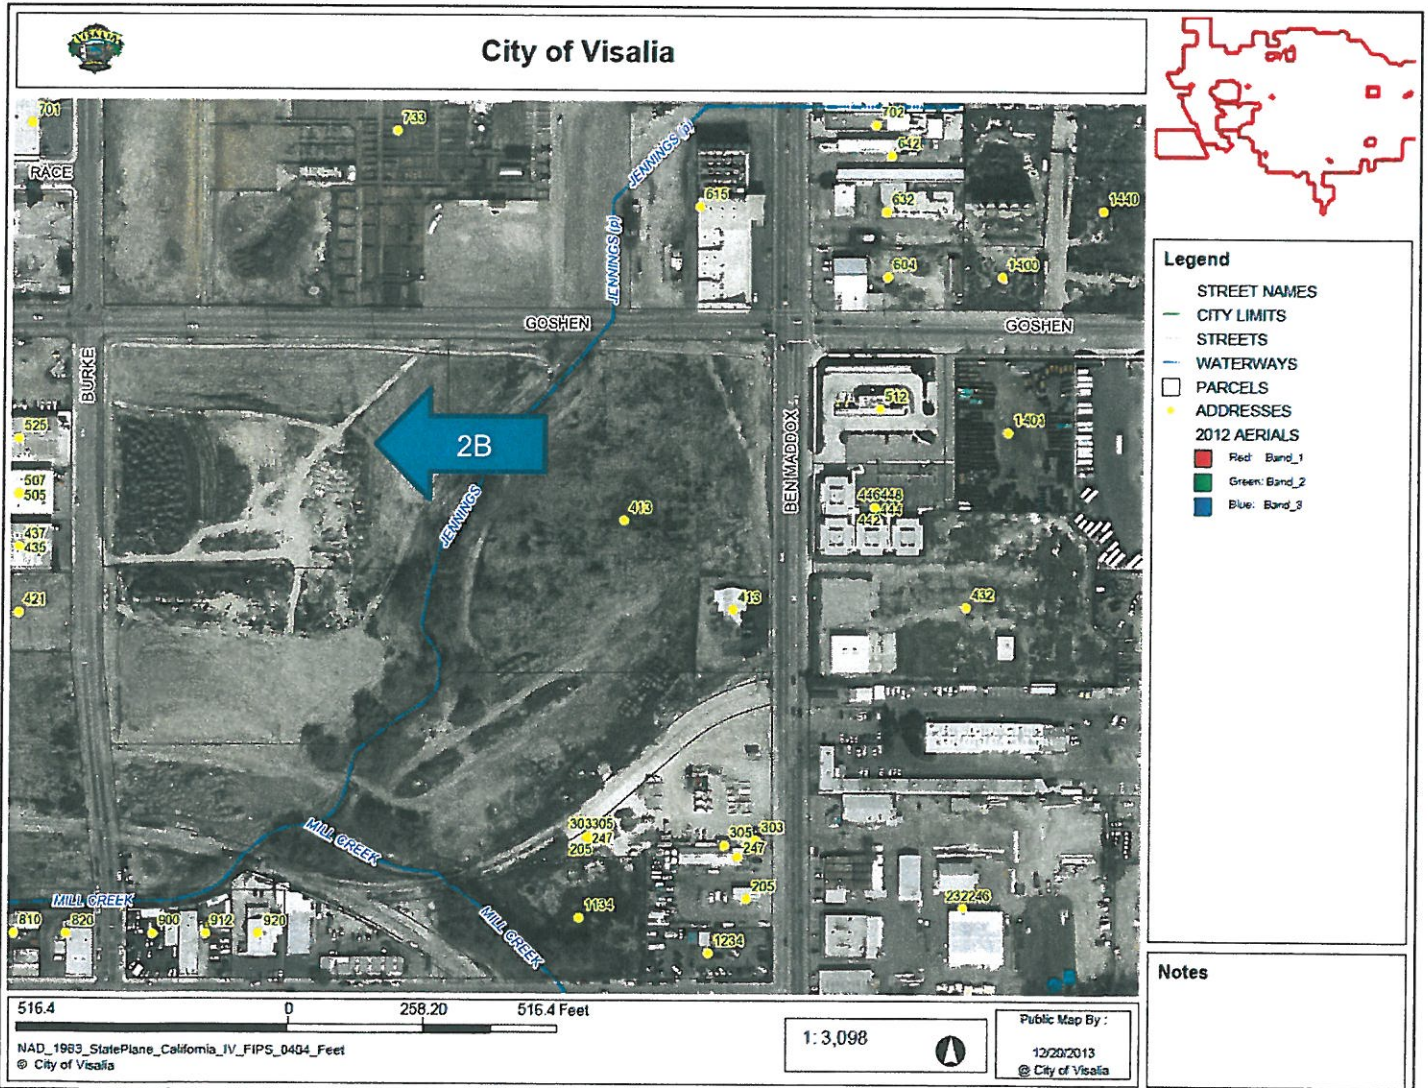 VISALIA
City of Visalia
701
733
RACE
JENNINGS (p)
JENNINGS (p)
615
702
642
632
1440
604
1400
GOSHEN
GOSHEN
BURKE
BEN MADDOX
525
507
505
437
435
421
2B
JENNINGS
413
413
512
1401
446448
444
442
432
303305
247
205
305
303
247
205
MILL CREEK
MILL CREEK
MILL CREEK
810
820
900
912
920
1134
1234
232246
Legend
STREET NAMES
CITY LIMITS
STREETS
WATERWAYS
PARCELS
ADDRESSES
2012 AERIALS
Red: Band_1
Green: Band_2
Blue: Band_3
Notes
516.4 0 258.20 516.4 Feet
NAD_1983_StatePlane_California_IV_FIPS_0404_Feet
© City of Visalia
1: 3,098
Public Map By :
12/20/2013
@ City of Visalia